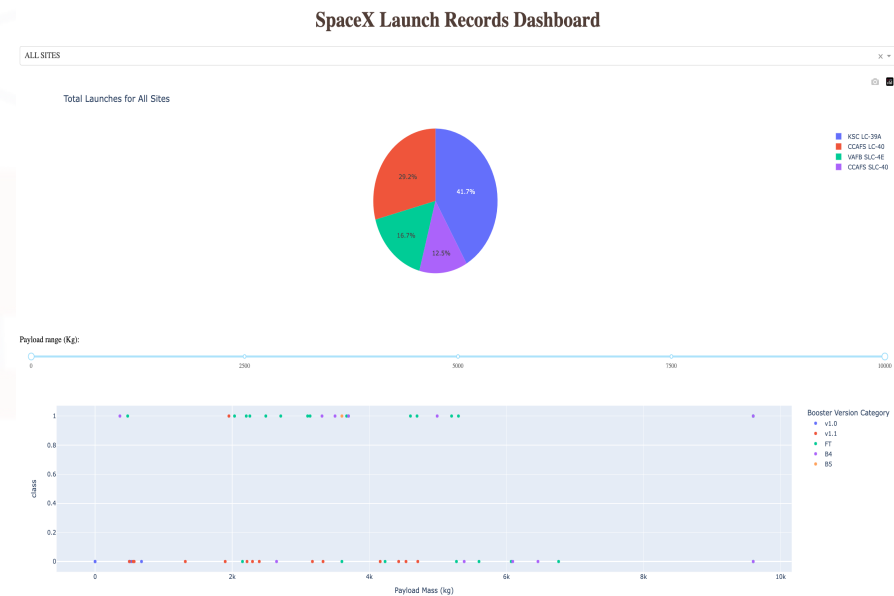 SpaceX Launch Records Dashboard
ALL SITES
Total Launches for All Sites
KSC LC-39A
CCAFS LC-40
VAFB SLC-4E
CCAFS SLC-40
29.2%
41.7%
16.7%
12.5%
Payload range (Kg):
0 2500 5000 7500 10000
Booster Version Category
v1.0
v1.1
FT
B4
B5
class
1
0.8
0.6
0.4
0.2
0
0 2k 4k 6k 8k 10k
Payload Mass (kg)